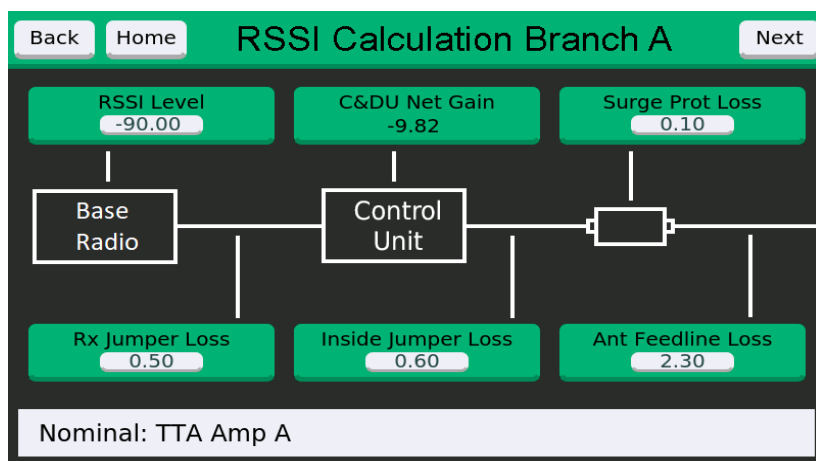 Back
Home
RSSI Calculation Branch A
Next
RSSI Level
-90.00
C&DU Net Gain
-9.82
Surge Prot Loss
0.10
Base
Radio
Control
Unit
Rx Jumper Loss
0.50
Inside Jumper Loss
0.60
Ant Feedline Loss
2.30
Nominal: TTA Amp A